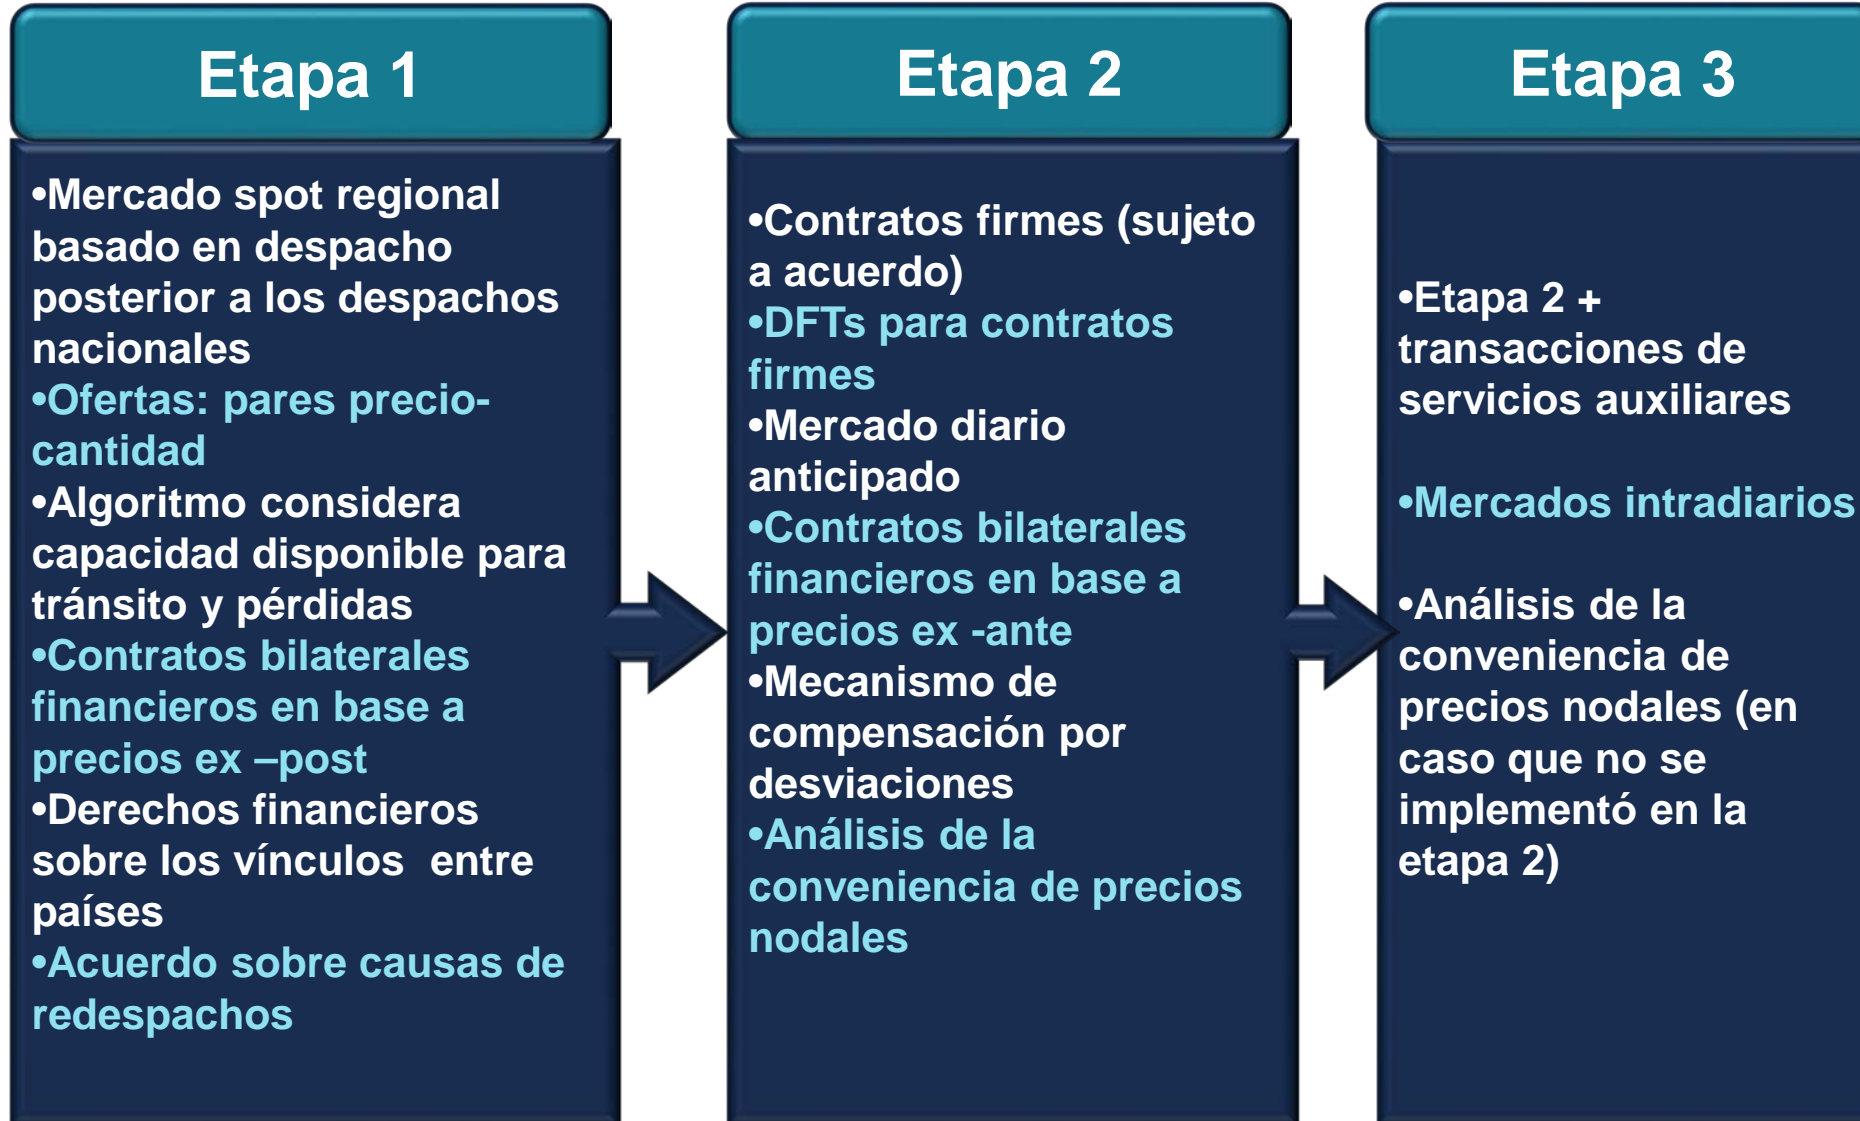 Etapa 1
•Mercado spot regional
basado en despacho
posterior a los despachos
nacionales
•Ofertas: pares precio-
cantidad
•Algoritmo considera
capacidad disponible para
tránsito y pérdidas
•Contratos bilaterales
financieros en base a
precios ex –post
•Derechos financieros
sobre los vínculos  entre
países
•Acuerdo sobre causas de
redespachos
Etapa 2
•Contratos firmes (sujeto
a acuerdo)
•DFTs para contratos
firmes
•Mercado diario
anticipado
•Contratos bilaterales
financieros en base a
precios ex -ante
•Mecanismo de
compensación por
desviaciones
•Análisis de la
conveniencia de precios
nodales
Etapa 3
•Etapa 2 +
transacciones de
servicios auxiliares
•Mercados intradiarios
•Análisis de la
conveniencia de
precios nodales (en
caso que no se
implementó en la
etapa 2)